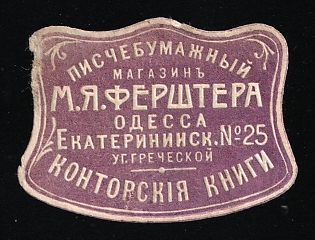 ПИСЧЕБУМАЖНЫЙ
МАГАЗИНЪ
М.Я.ФЕРШТЕРА
ОДЕССА
ЕКАТЕРИНИНСК. №25
УГ. ГРЕЧЕСКОЙ
КОНТОРСКІЯ КНИГИ